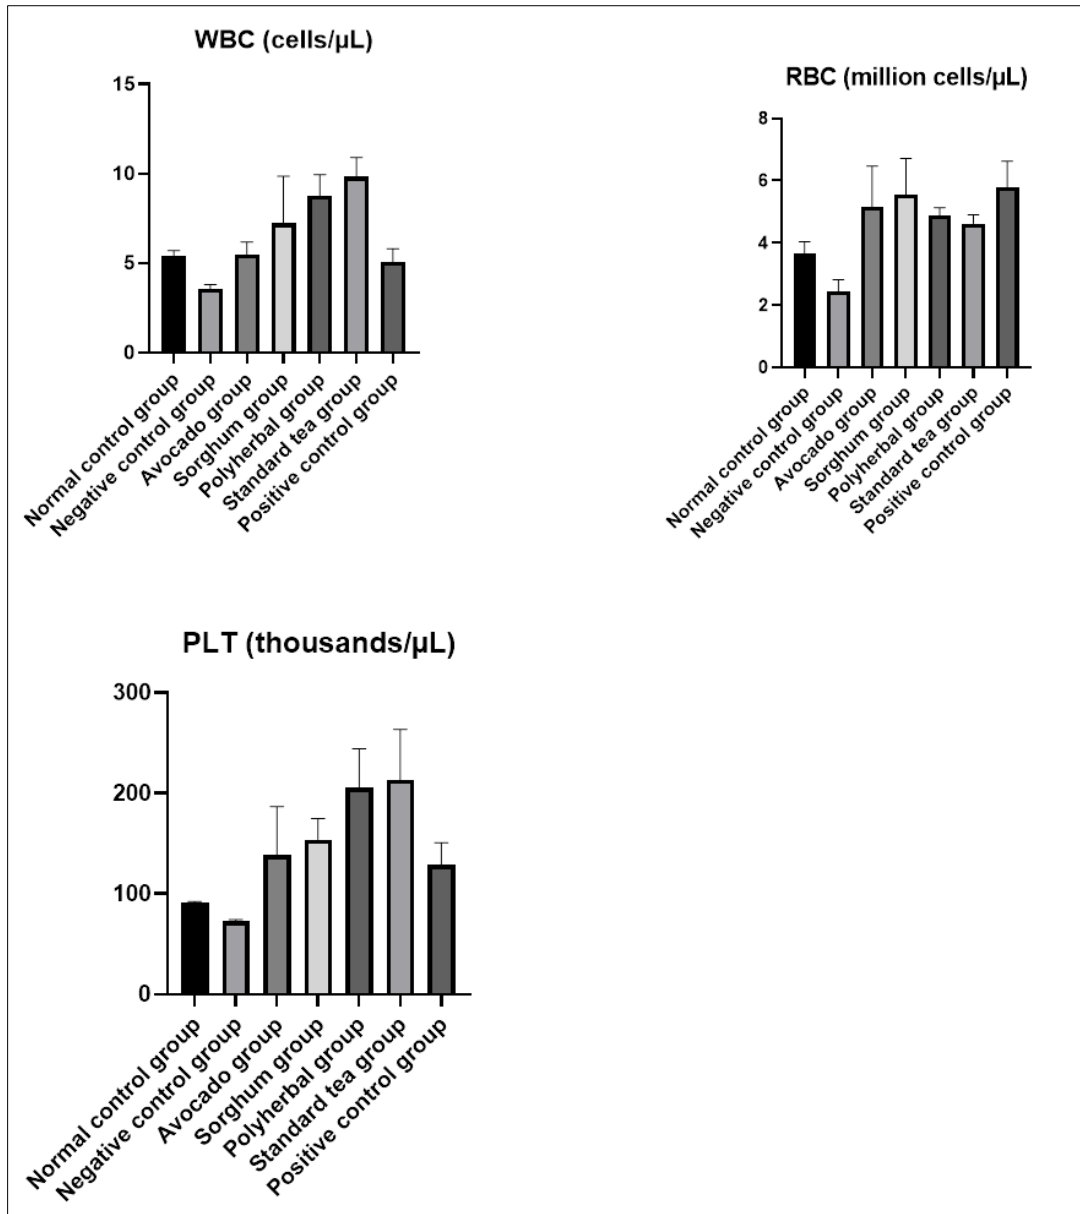 WBC (cells/µL)
15
10
5
0
Normal control group
Negative control group
Avocado group
Sorghum group
Polyherbal group
Standard tea group
Positive control group
RBC (million cells/µL)
8
6
4
2
0
Normal control group
Negative control group
Avocado group
Sorghum group
Polyherbal group
Standard tea group
Positive control group
PLT (thousands/µL)
300
200
100
0
Normal control group
Negative control group
Avocado group
Sorghum group
Polyherbal group
Standard tea group
Positive control group